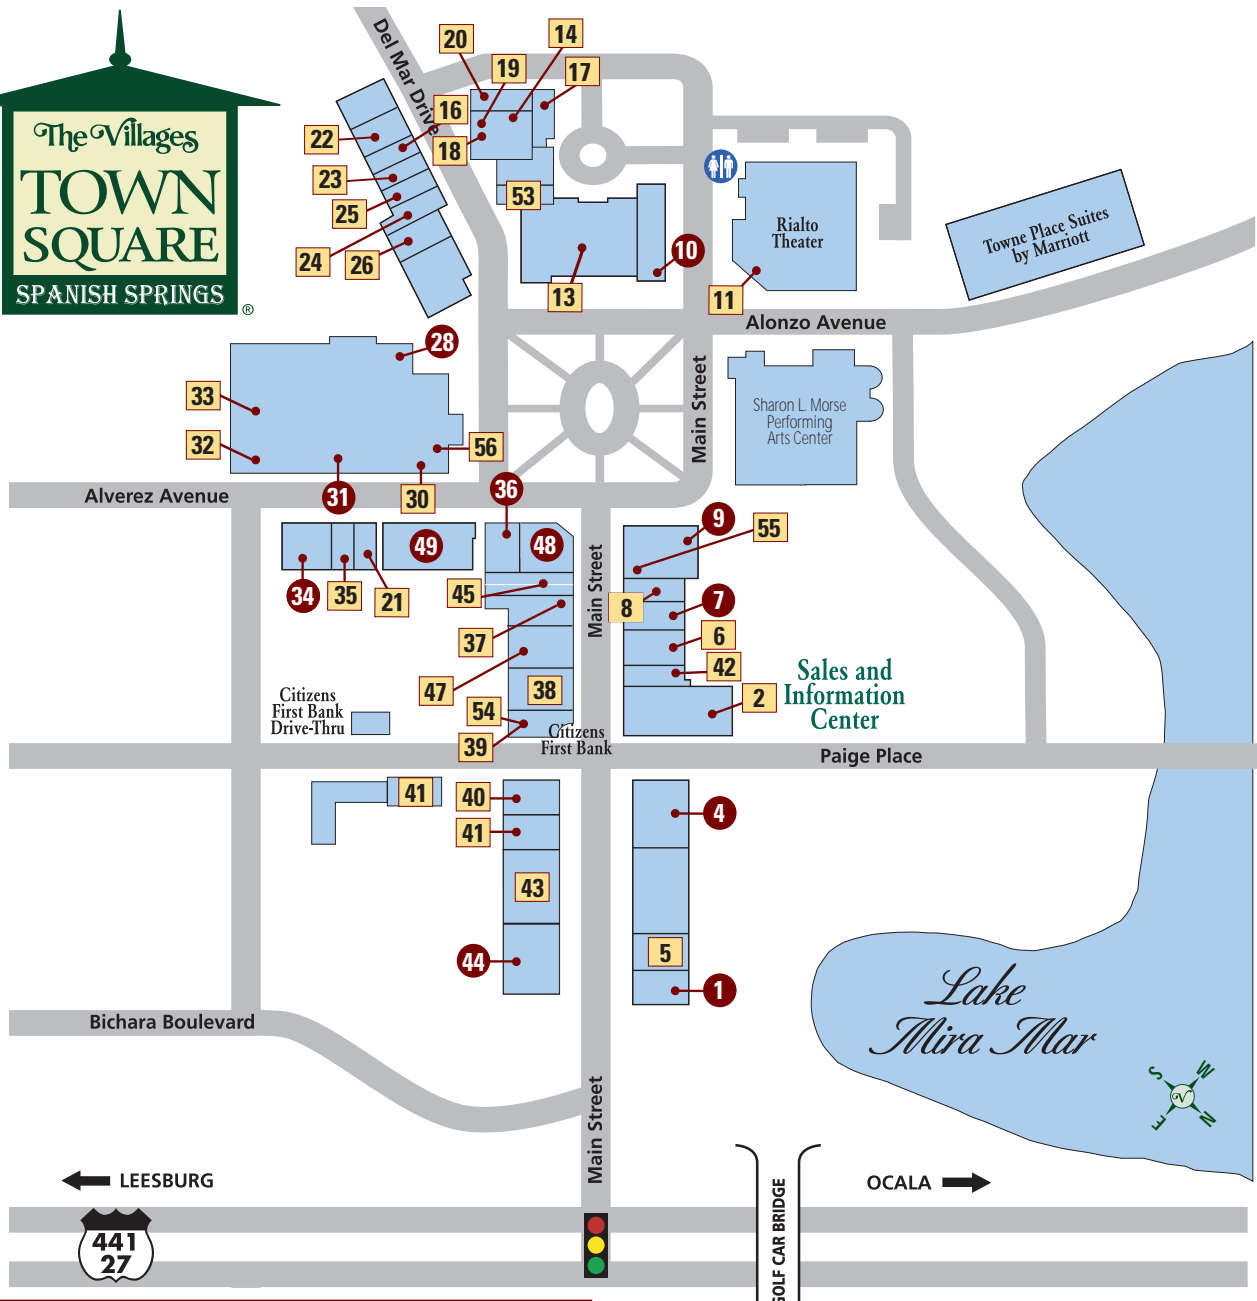 The Villages
TOWN
SQUARE
SPANISH SPRINGS
®
Del Mar Drive
20
14
19
17
16
18
22
23
25
24
26
53
13
10
11
Rialto
Theater
Towne Place Suites
by Marriott
Alonzo Avenue
28
33
32
31
30
56
36
Main Street
Sharon L. Morse
Performing
Arts Center
Alverez Avenue
34
35
21
49
48
45
37
47
38
54
39
Main Street
9
55
8
7
6
42
2
Sales and
Information
Center
Citizens
First Bank
Drive-Thru
Citizens
First Bank
Paige Place
41
40
41
43
44
4
5
1
Lake
Mira Mar
S
W
E
N
V
Bichara Boulevard
Main Street
LEESBURG
OCALA
441
27
GOLF CAR BRIDGE